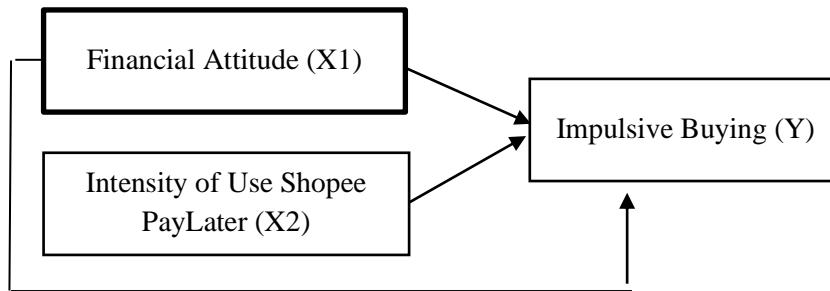 Financial Attitude (X1)
Impulsive Buying (Y)
Intensity of Use Shopee
PayLater (X2)